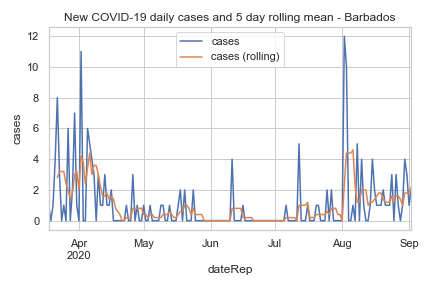 New COVID-19 daily cases and 5 day rolling mean - Barbados
cases
cases (rolling)
12
10
8
6
4
2
0
cases
Apr
2020
May
Jun
Jul
Aug
Sep
dateRep